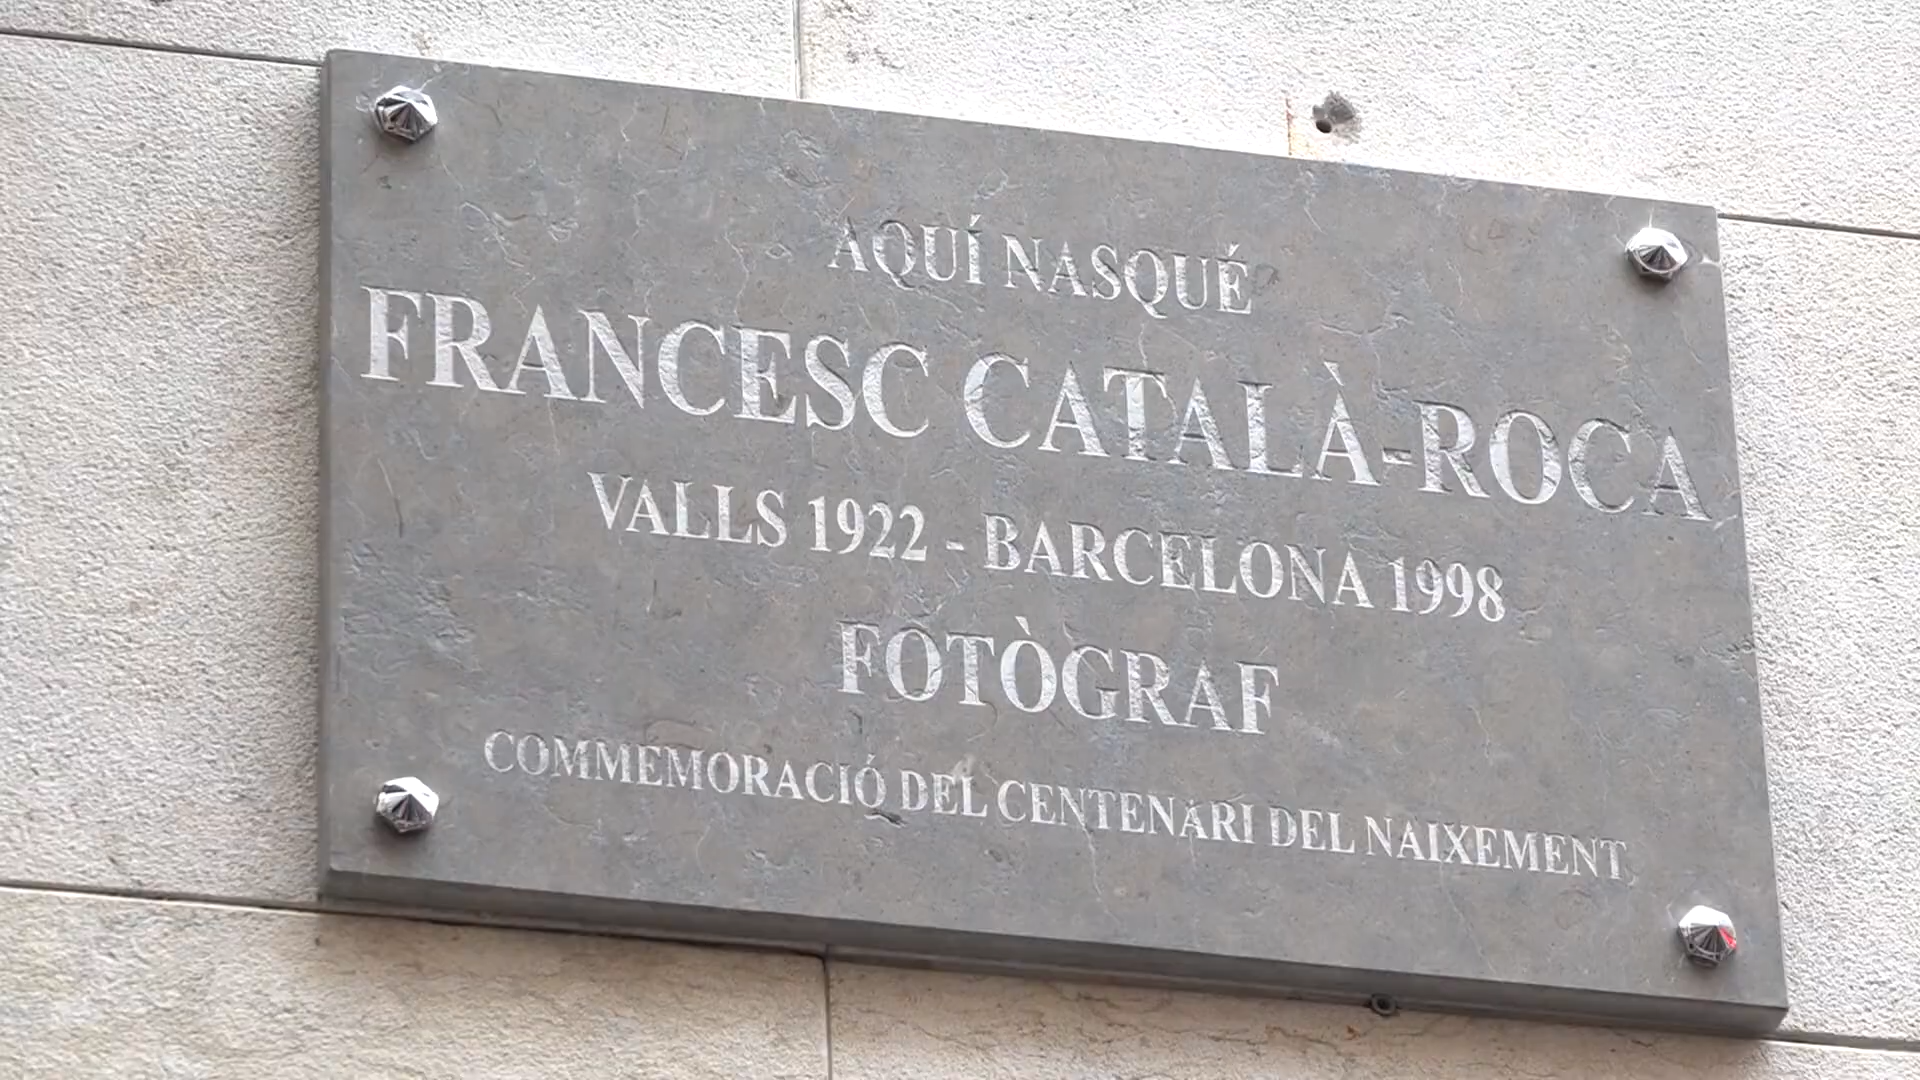 AQUÍ NASQUÉ
FRANCESC CATALÀ-ROCA
VALLS 1922 - BARCELONA 1998
FOTÒGRAF
COMMEMORACIÓ DEL CENTENARI DEL NAIXEMENT